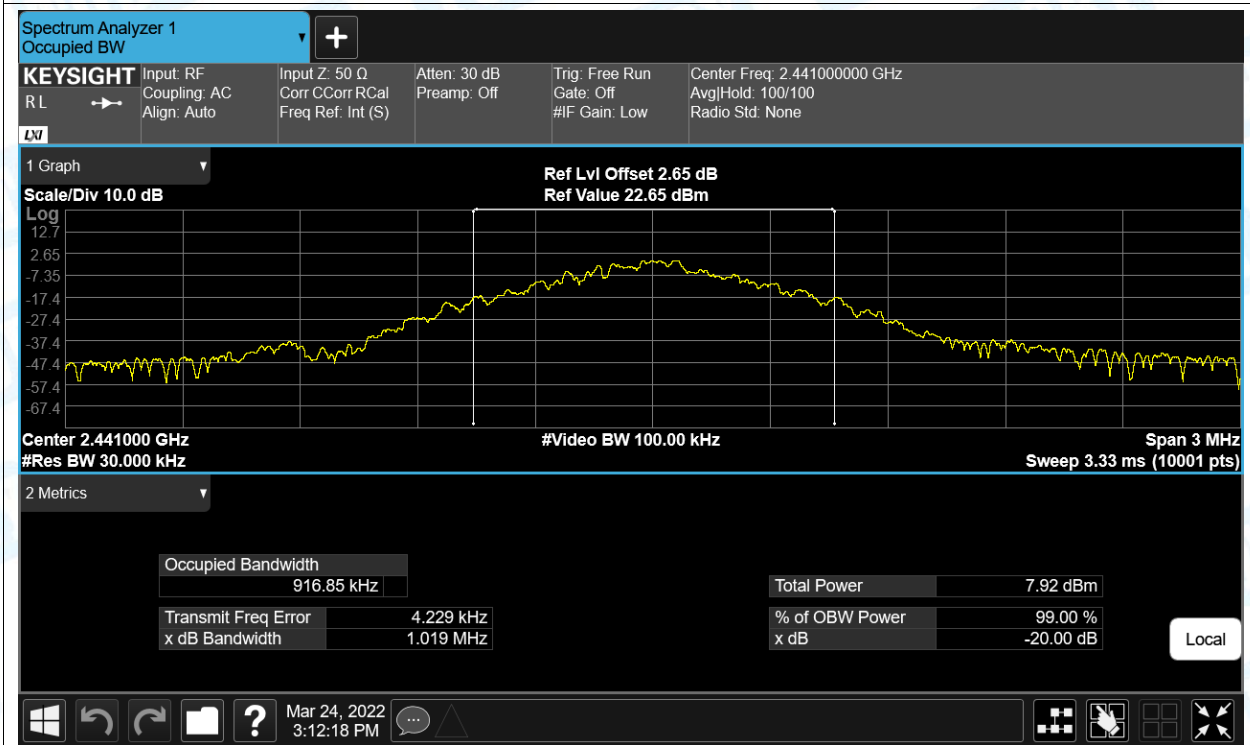 Spectrum Analyzer 1
Occupied BW
KEYSIGHT
R L
LXI
Input: RF
Coupling: AC
Align: Auto
Input Z: 50 Ω
Corr CCorr RCal
Freq Ref: Int (S)
Atten: 30 dB
Preamp: Off
Trig: Free Run
Gate: Off
#IF Gain: Low
Center Freq: 2.441000000 GHz
Avg|Hold: 100/100
Radio Std: None
1 Graph
Scale/Div 10.0 dB
Ref Lvl Offset 2.65 dB
Ref Value 22.65 dBm
Log
12.7
2.65
-7.35
-17.4
-27.4
-37.4
-47.4
-57.4
-67.4
Center 2.441000 GHz
#Res BW 30.000 kHz
#Video BW 100.00 kHz
Span 3 MHz
Sweep 3.33 ms (10001 pts)
2 Metrics
Occupied Bandwidth
916.85 kHz
Transmit Freq Error 4.229 kHz
x dB Bandwidth 1.019 MHz
Total Power 7.92 dBm
% of OBW Power 99.00 %
x dB -20.00 dB
Local
Mar 24, 2022
3:12:18 PM